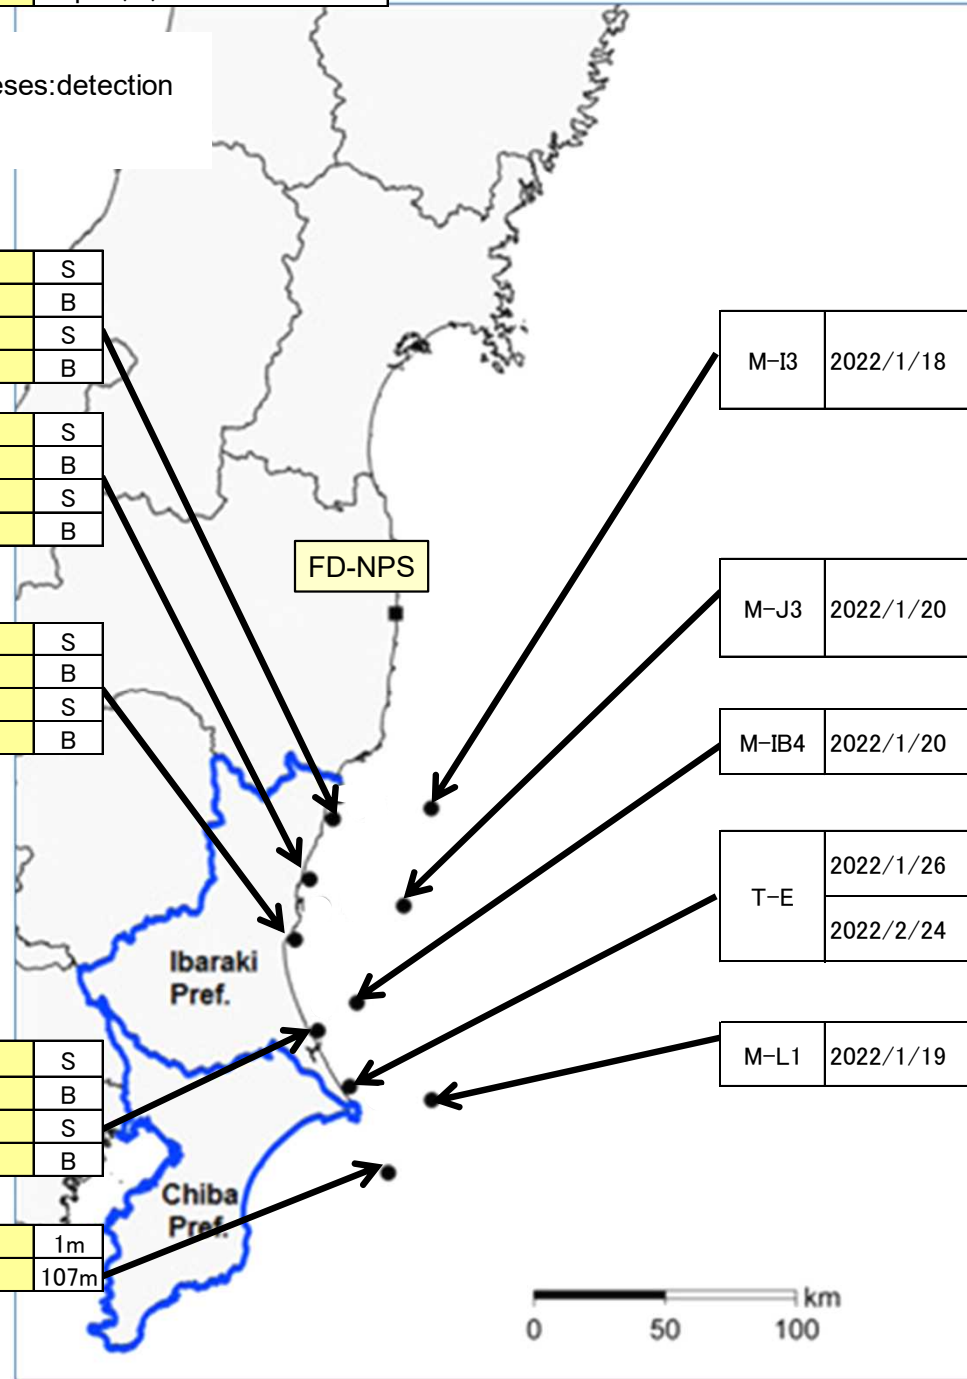 eses:detection
S
B
S
B
S
B
S
B
FD-NPS
S
B
S
B
M-I3 2022/1/18
M-J3 2022/1/20
M-IB4 2022/1/20
T-E 2022/1/26
2022/2/24
M-L1 2022/1/19
Ibaraki
Pref.
S
B
S
B
Chiba
Pref.
1m
107m
km
0 50 100